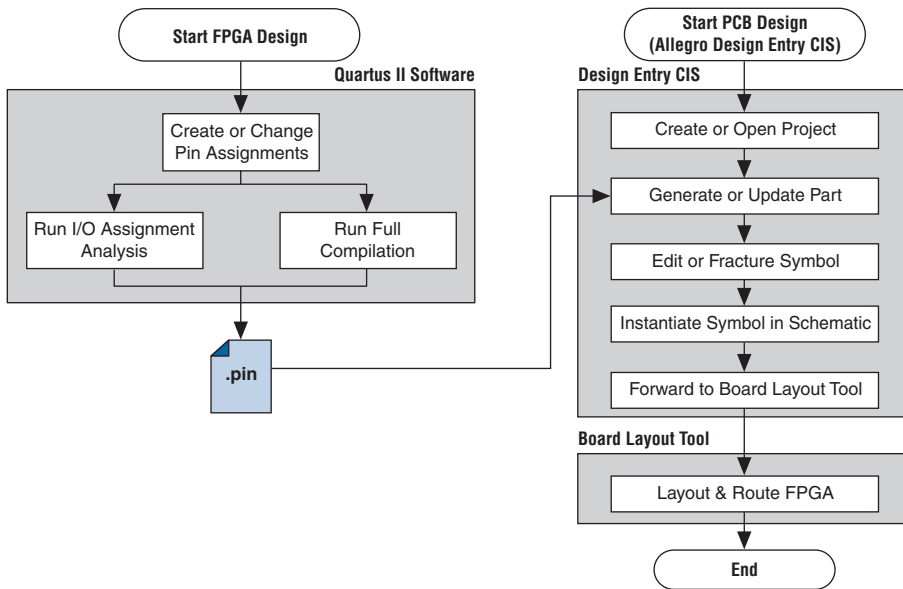 Start FPGA Design
Quartus II Software
Create or Change
Pin Assignments
Run I/O Assignment
Analysis
Run Full
Compilation
.pin
Start PCB Design
(Allegro Design Entry CIS)
Design Entry CIS
Create or Open Project
Generate or Update Part
Edit or Fracture Symbol
Instantiate Symbol in Schematic
Forward to Board Layout Tool
Board Layout Tool
Layout & Route FPGA
End